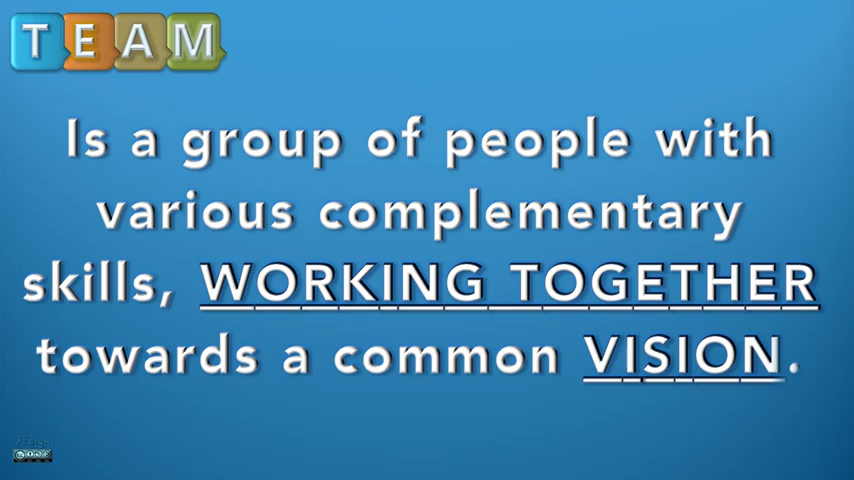 TEAM
Is a group of people with
various complementary
skills, WORKING TOGETHER
towards a common VISION.